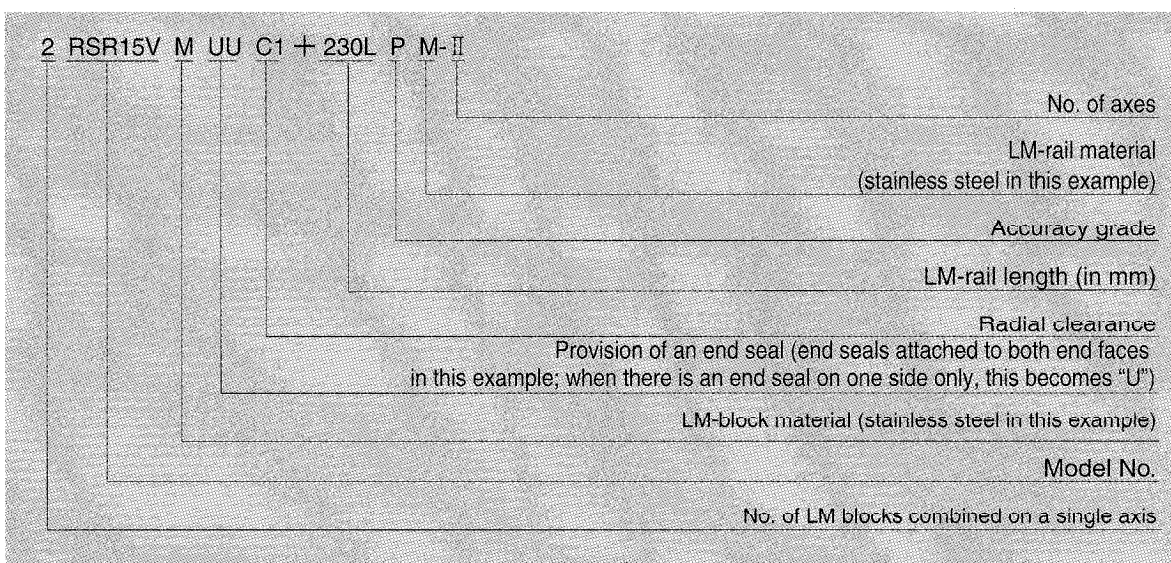 2 RSR15V M UU C1 + 230L P M-Ⅱ
No. of axes
LM-rail material
(stainless steel in this example)
Accuracy grade
LM-rail length (in mm)
Radial clearance
Provision of an end seal (end seals attached to both end faces
in this example; when there is an end seal on one side only, this becomes “U”)
LM-block material (stainless steel in this example)
Model No.
No. of LM blocks combined on a single axis